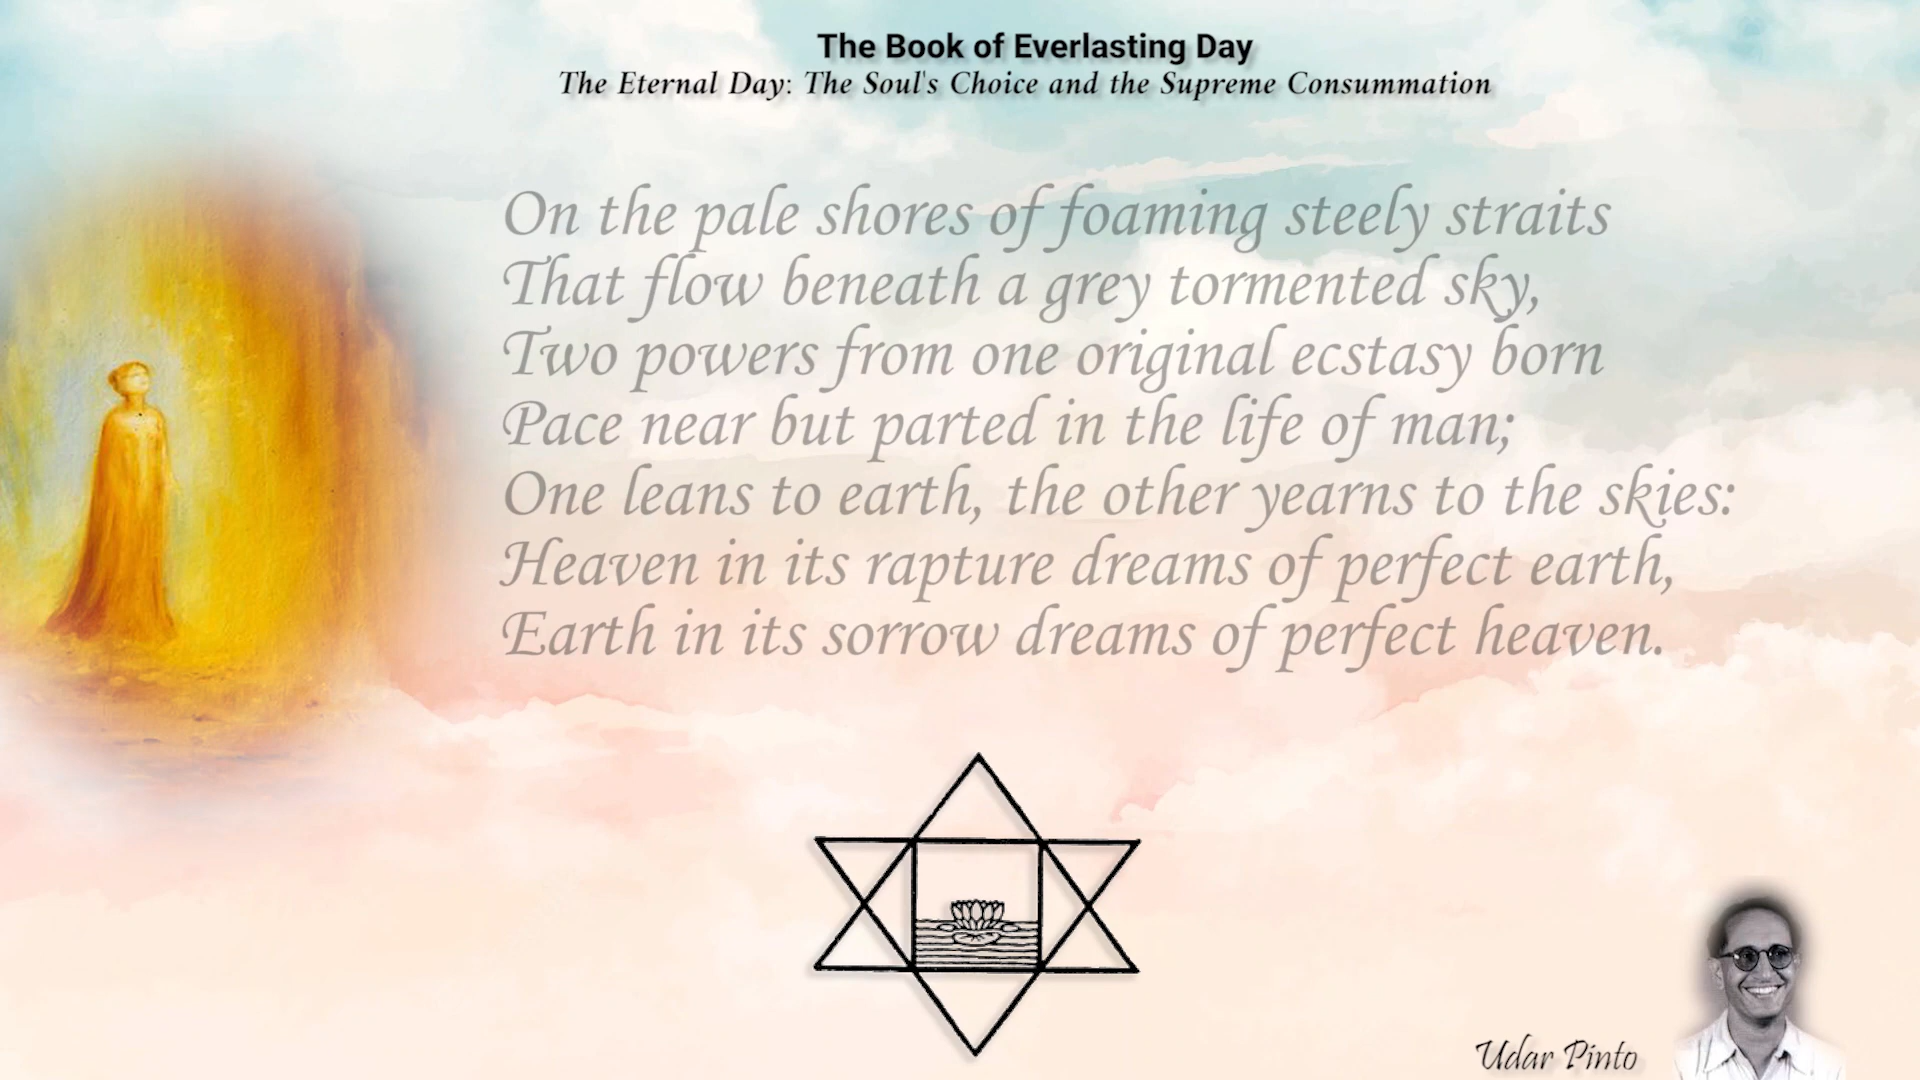 The Book of Everlasting Day
The Eternal Day: The Soul's Choice and the Supreme Consummation
On the pale shores of foaming steely straits
That flow beneath a grey tormented sky,
Two powers from one original ecstasy born
Pace near but parted in the life of man;
One leans to earth, the other yearns to the skies:
Heaven in its rapture dreams of perfect earth,
Earth in its sorrow dreams of perfect heaven.
Udar Pinto